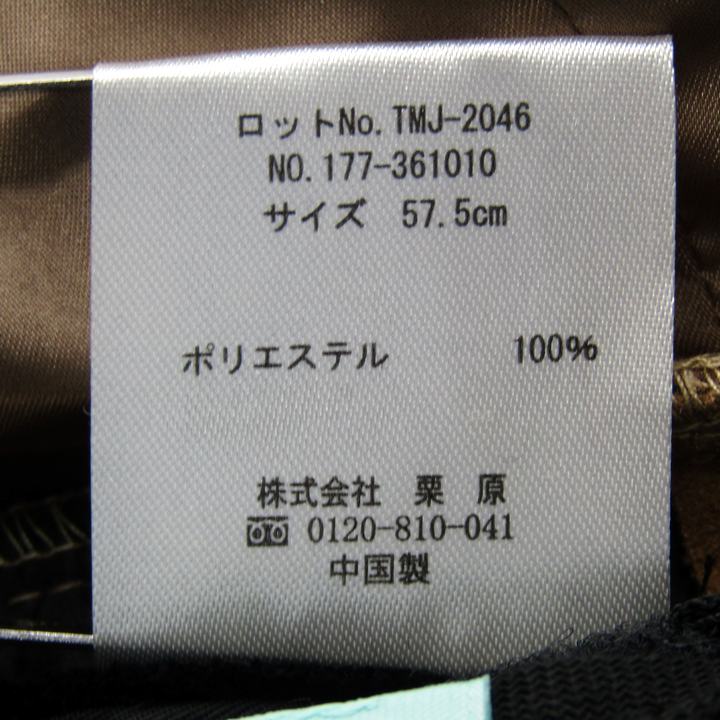 ロットNo.TMJ-2046
NO.177-361010
サイズ　57.5cm
ポリエステル　100%
株式会社　栗　原
0120-810-041
中国製